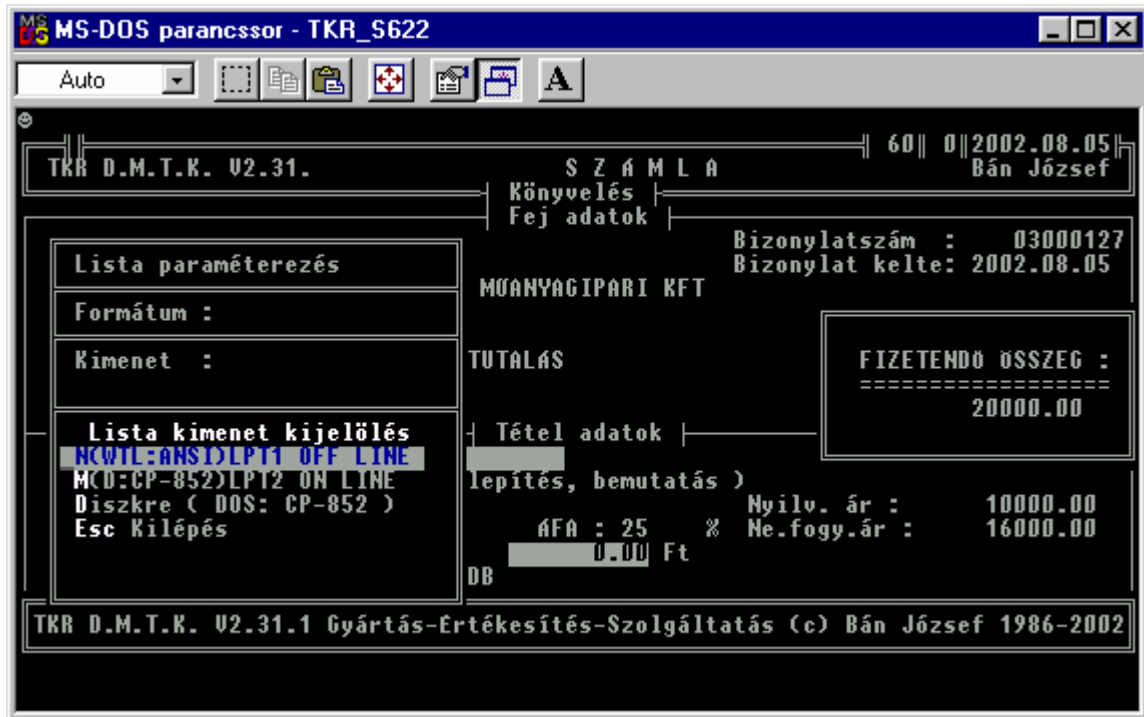 MS-DOS parancssor - TKR_S622
Auto
A
60 0 2002.08.05
TKR D.M.T.K. V2.31. S Z Á M L A Bán József
Könyvelés
Fej adatok
Bizonylatszám : 03000127
Bizonylat kelte: 2002.08.05
MŰANYAGIPARI KFT
Lista paraméterezés
Formátum :
Kimenet :
TUTALÁS
FIZETENDŐ ÖSSZEG :
===================
20000.00
Lista kimenet kijelölés
N(WTL:ANSI)LPT1 OFF LINE
M(D:CP-852)LPT2 ON LINE
Diszkre ( DOS: CP-852 )
Esc Kilépés
Tétel adatok
lepítés, bemutatás )
Nyilv. ár : 10000.00
ÁFA : 25 % Ne.fogy.ár : 16000.00
0.00 Ft
DB
TKR D.M.T.K. V2.31.1 Gyártás-Értékesítés-Szolgáltatás (c) Bán József 1986-2002